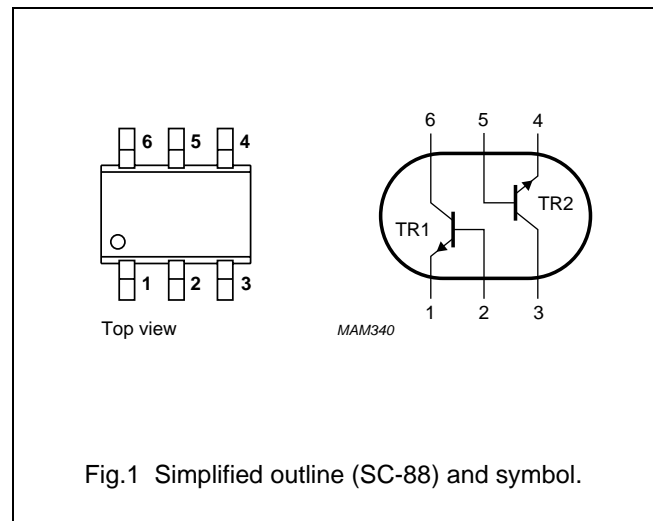 6 5 4
1 2 3
Top view
6 5 4
TR1 TR2
1 2 3
MAM340
Fig.1 Simplified outline (SC-88) and symbol.